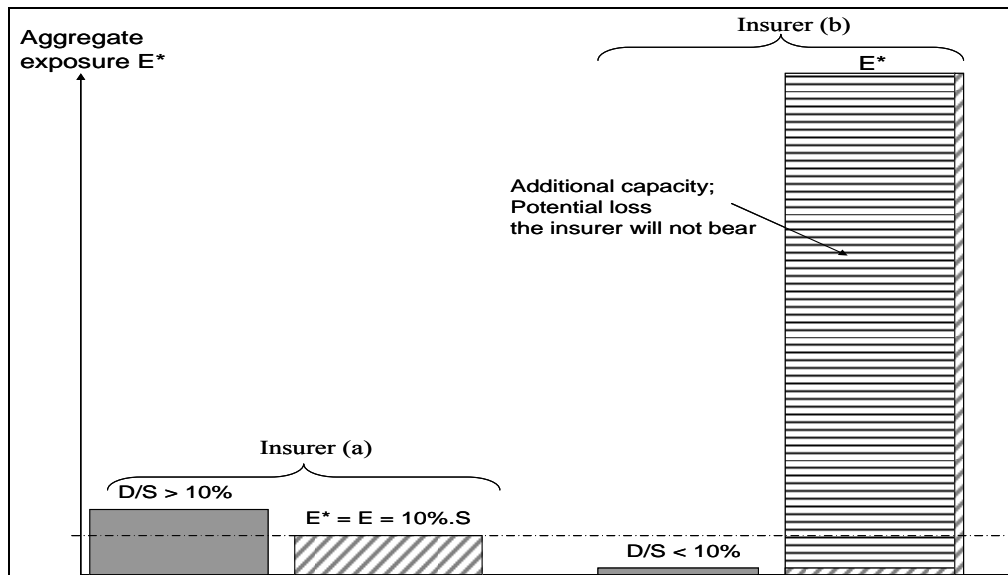 Aggregate
exposure E*
Insurer (b)
E*
Additional capacity;
Potential loss
the insurer will not bear
Insurer (a)
D/S > 10%
E* = E = 10%.S
D/S < 10%